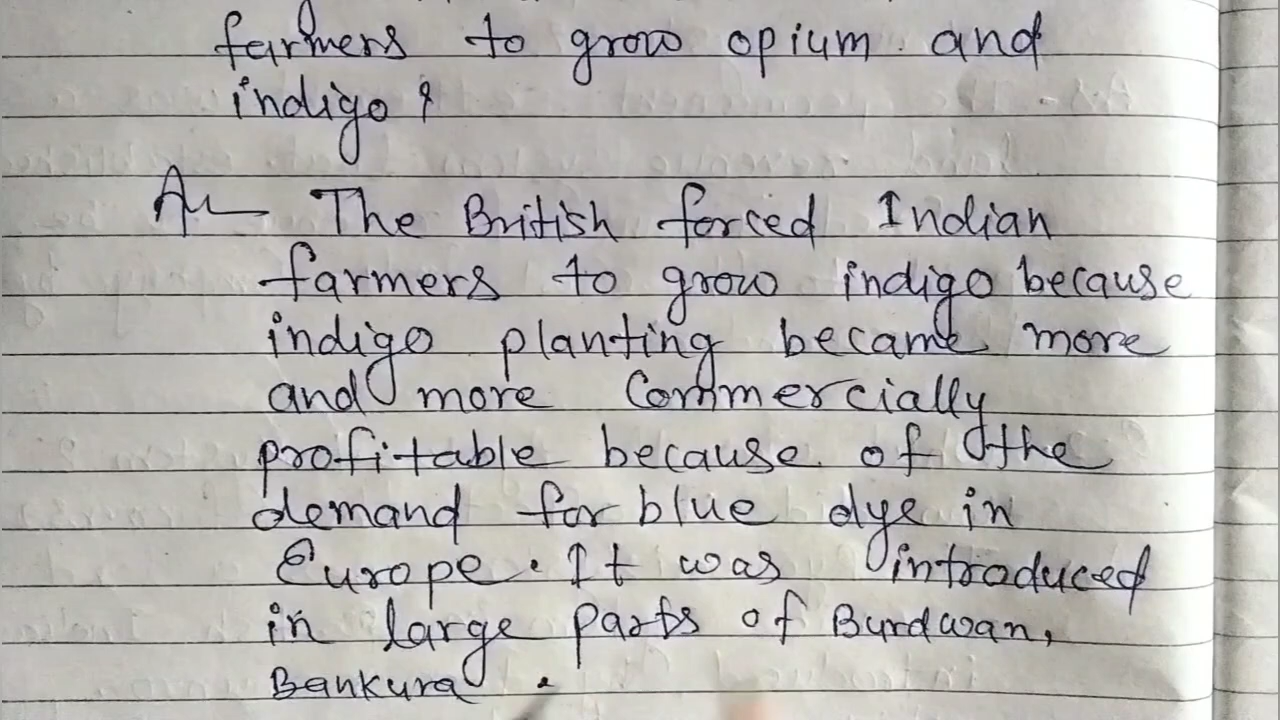 farmers to grow opium and
indigo?
A- The British forced Indian
farmers to grow indigo because
indigo planting became more
and more Commercially
profitable because of the
demand for blue dye in
Europe. It was introduced
in large parts of Burdwan,
Bankura.